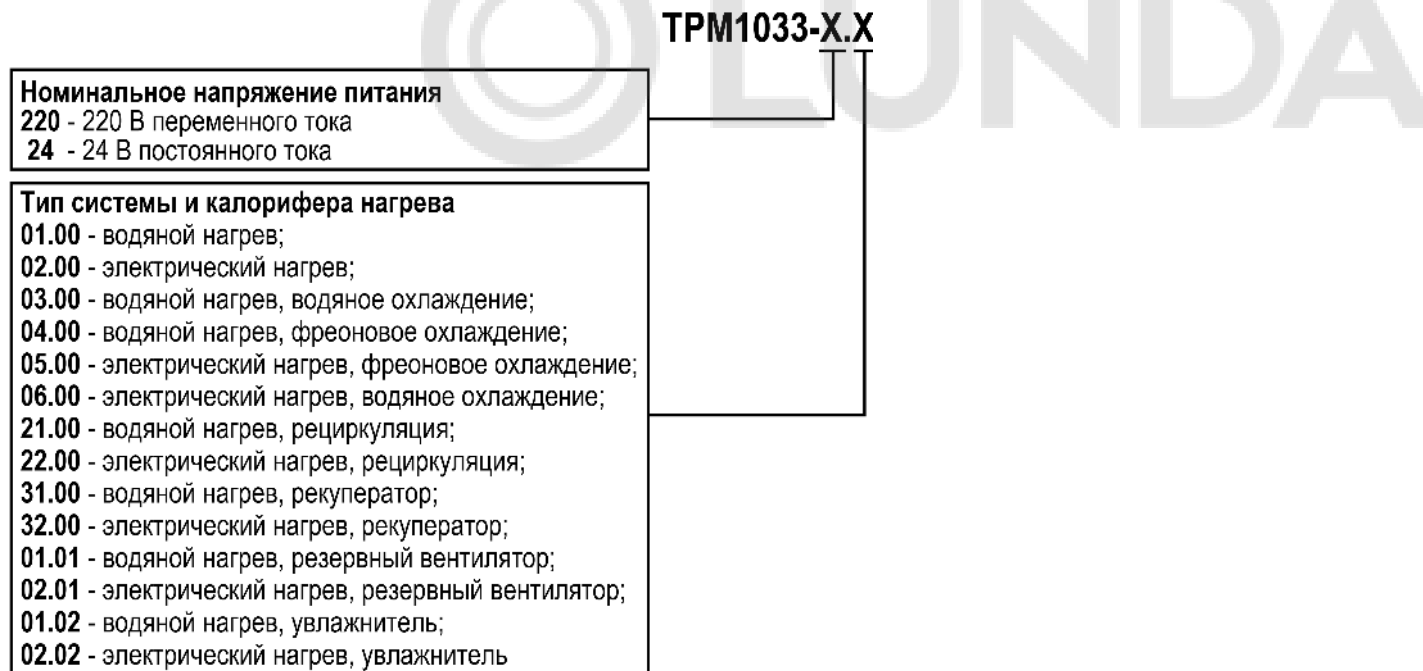 LUNDA
ТРМ1033-Х.Х
Номинальное напряжение питания
220 - 220 В переменного тока
24 - 24 В постоянного тока
Тип системы и калорифера нагрева
01.00 - водяной нагрев;
02.00 - электрический нагрев;
03.00 - водяной нагрев, водяное охлаждение;
04.00 - водяной нагрев, фреоновое охлаждение;
05.00 - электрический нагрев, фреоновое охлаждение;
06.00 - электрический нагрев, водяное охлаждение;
21.00 - водяной нагрев, рециркуляция;
22.00 - электрический нагрев, рециркуляция;
31.00 - водяной нагрев, рекуператор;
32.00 - электрический нагрев, рекуператор;
01.01 - водяной нагрев, резервный вентилятор;
02.01 - электрический нагрев, резервный вентилятор;
01.02 - водяной нагрев, увлажнитель;
02.02 - электрический нагрев, увлажнитель